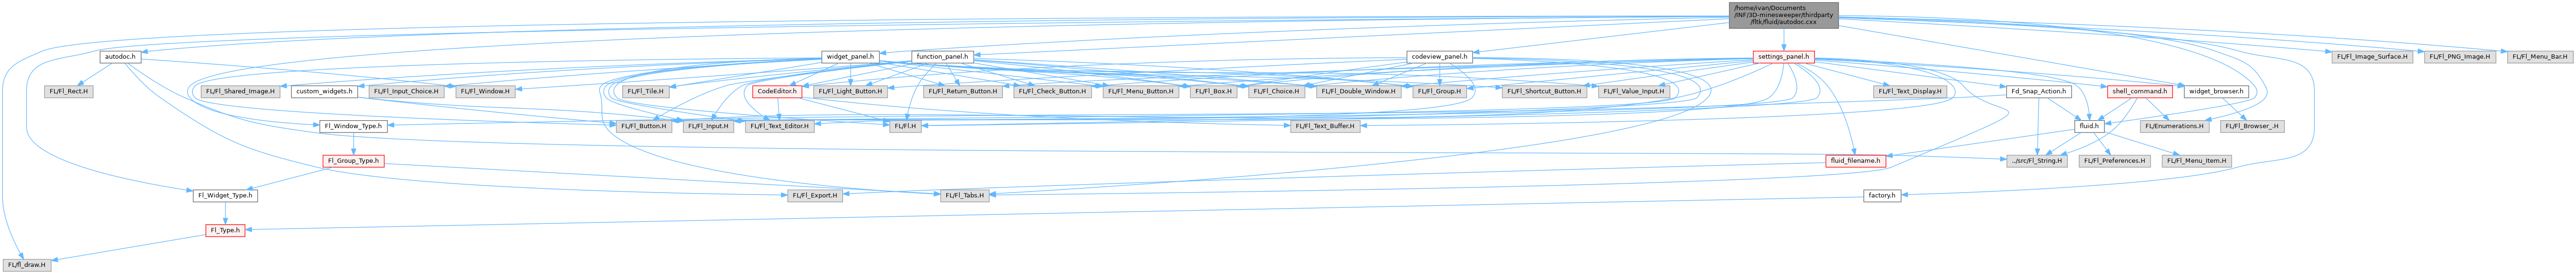 /home/ivan/Documents
/INF/3D-minesweeper/thirdparty
/fltk/fluid/autodoc.cxx
autodoc.h
widget_panel.h
function_panel.h
codeview_panel.h
settings_panel.h
FL/Fl_Image_Surface.H
FL/Fl_PNG_Image.H
FL/Fl_Menu_Bar.H
FL/Fl_Rect.H
FL/Fl_Shared_Image.H
custom_widgets.h
FL/Fl_Input_Choice.H
FL/Fl_Window.H
FL/Fl_Tile.H
CodeEditor.h
FL/Fl_Light_Button.H
FL/Fl_Return_Button.H
FL/Fl_Check_Button.H
FL/Fl_Menu_Button.H
FL/Fl_Box.H
FL/Fl_Choice.H
FL/Fl_Double_Window.H
FL/Fl_Group.H
FL/Fl_Shortcut_Button.H
FL/Fl_Value_Input.H
FL/Fl_Text_Display.H
Fd_Snap_Action.h
shell_command.h
widget_browser.h
Fl_Window_Type.h
FL/Fl_Button.H
FL/Fl_Input.H
FL/Fl_Text_Editor.H
FL/Fl.H
FL/Fl_Text_Buffer.H
fluid.h
FL/Enumerations.H
FL/Fl_Browser_.H
Fl_Group_Type.h
fluid_filename.h
../src/Fl_String.H
FL/Fl_Preferences.H
FL/Fl_Menu_Item.H
Fl_Widget_Type.h
FL/Fl_Export.H
FL/Fl_Tabs.H
factory.h
Fl_Type.h
FL/fl_draw.H